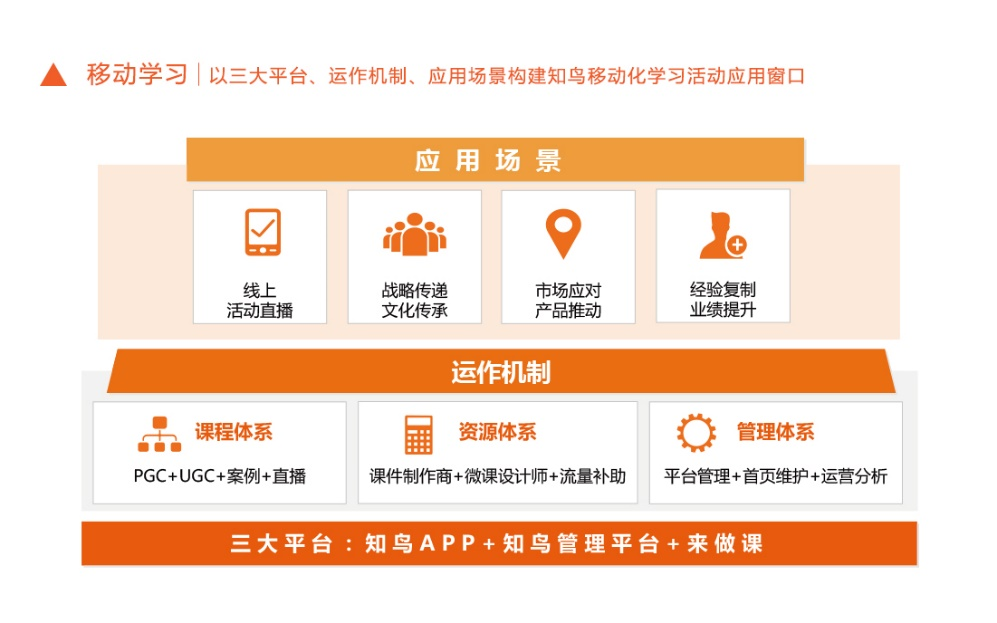 移动学习 | 以三大平台、运作机制、应用场景构建知鸟移动化学习活动应用窗口
应用场景
线上
活动直播
战略传递
文化传承
市场应对
产品推动
经验复制
业绩提升
运作机制
课程体系
PGC+UGC+案例+直播
资源体系
课件制作商+微课设计师+流量补助
管理体系
平台管理+首页维护+运营分析
三大平台：知鸟APP+知鸟管理平台+来做课